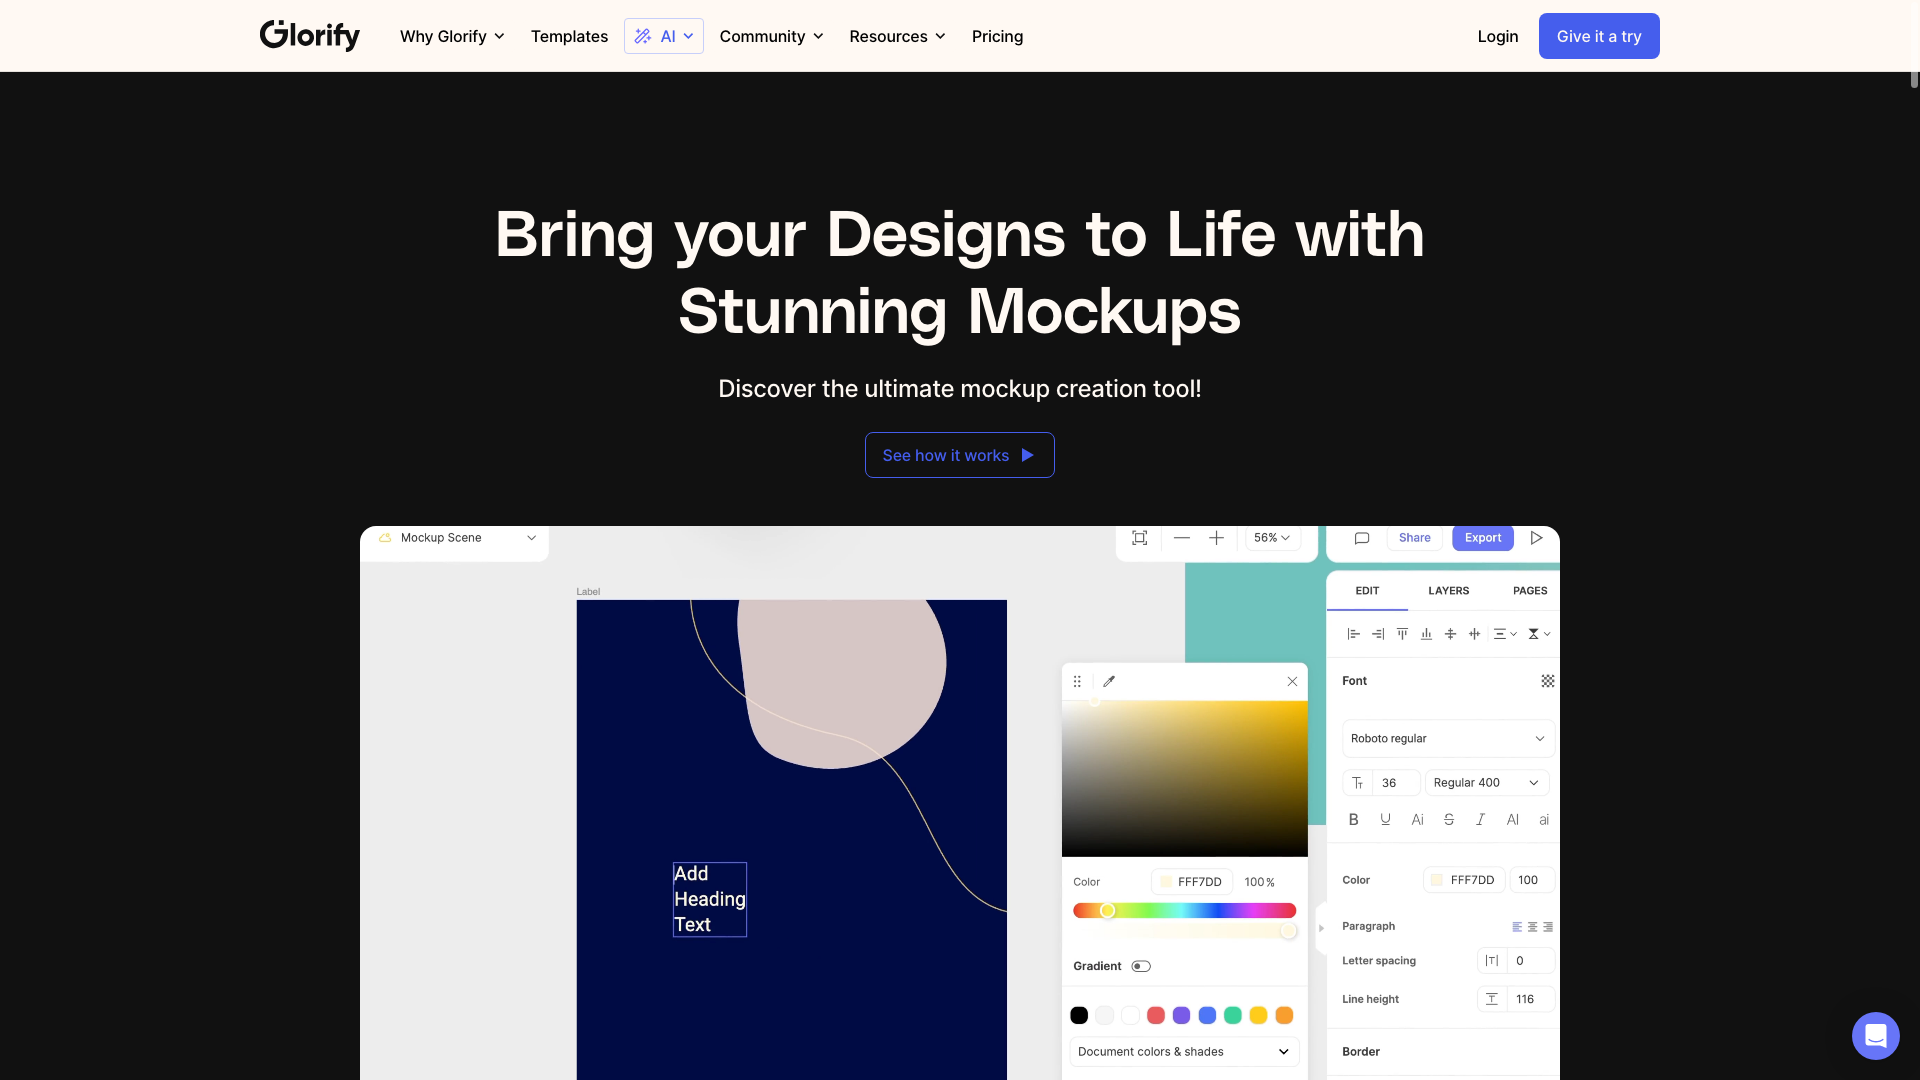 Glorify
Why Glorify
Templates
AI
Community
Resources
Pricing
Login
Give it a try
Bring your Designs to Life with
Stunning Mockups
Discover the ultimate mockup creation tool!
See how it works
Mockup Scene
56%
Share
Export
Label
EDIT
LAYERS
PAGES
Font
Roboto regular
36
Regular 400
B U Ai S I AI ai
Add
Heading
Text
Color
FFF7DD
100 %
Gradient
Document colors & shades
Color
FFF7DD
100
Paragraph
Letter spacing
0
Line height
116
Border